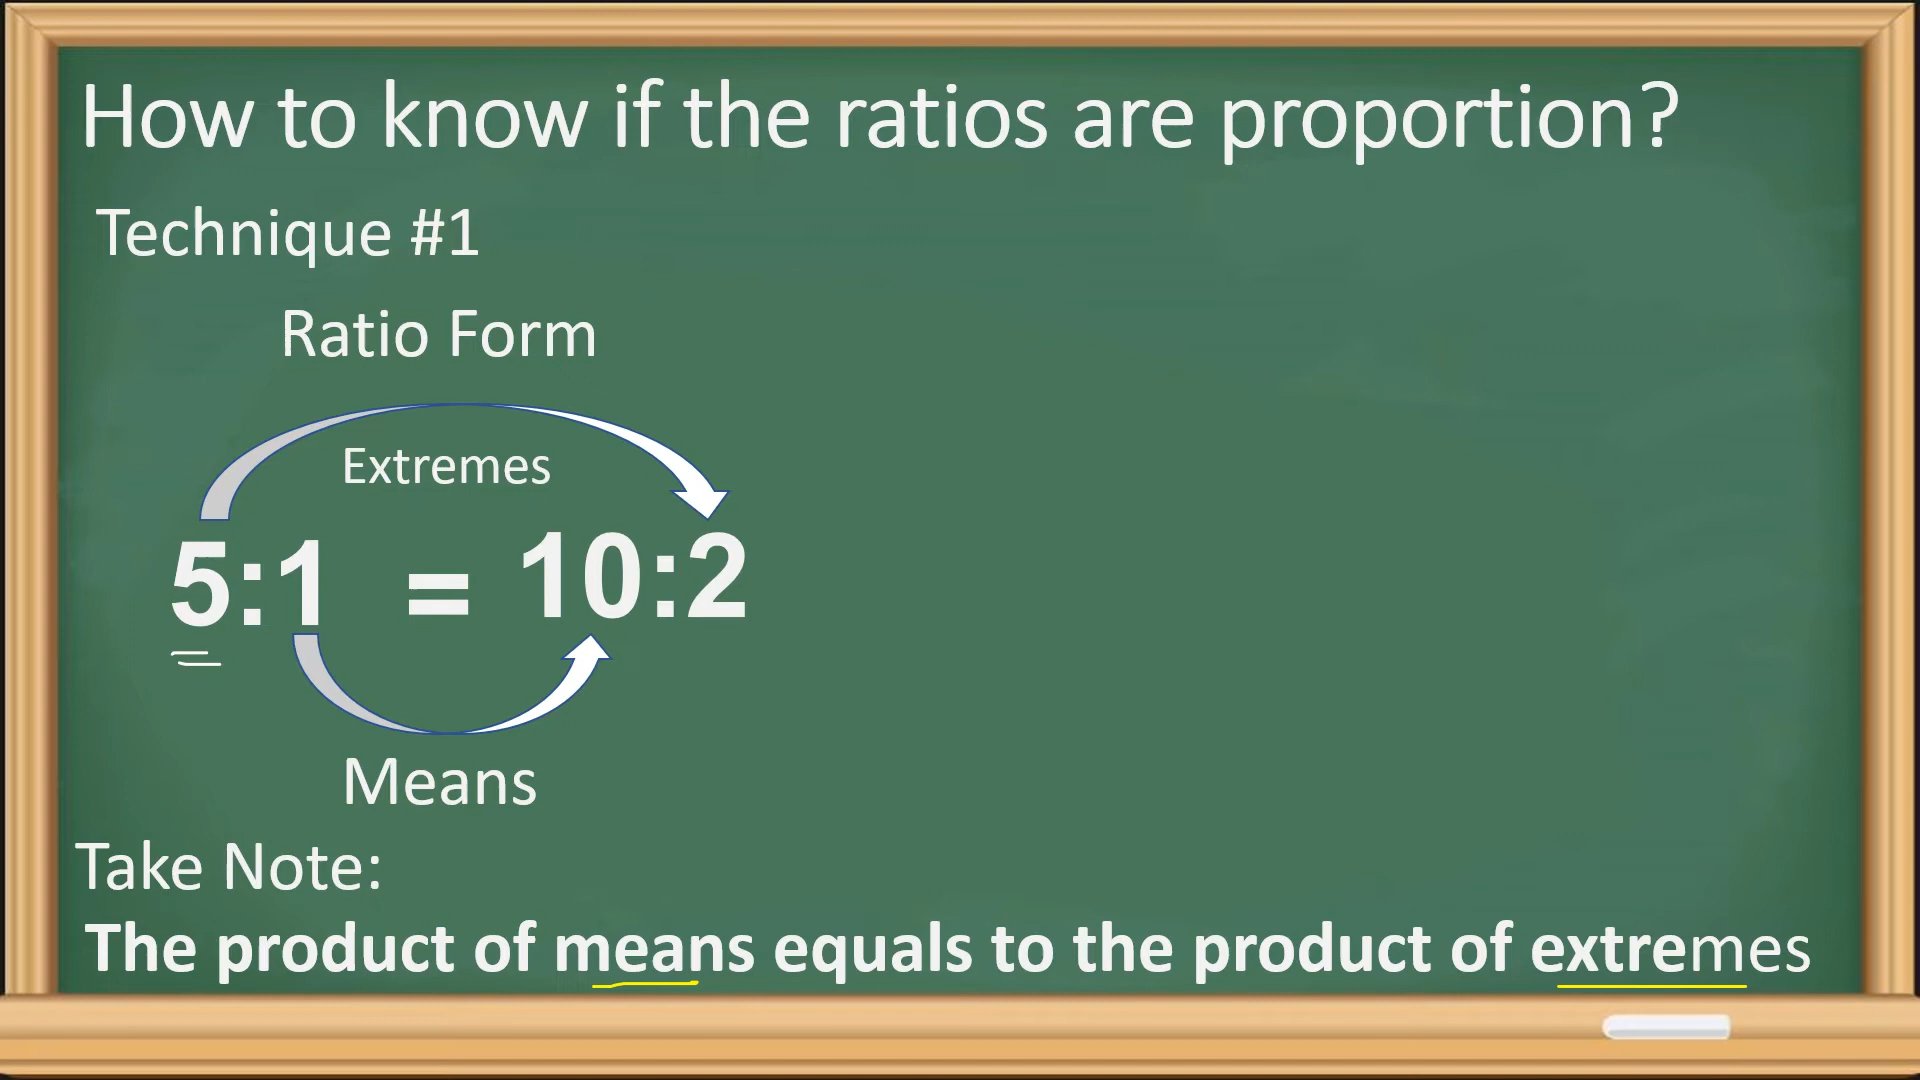 How to know if the ratios are proportion?
Technique #1
Ratio Form
Extremes
5:1 = 10:2
Means
Take Note:
The product of means equals to the product of extremes